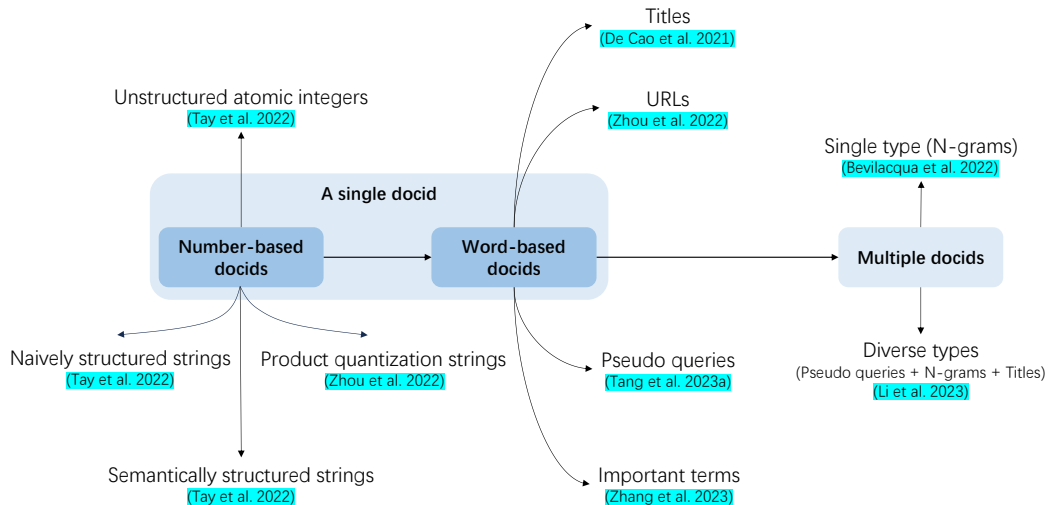 Titles
(De Cao et al. 2021)
Unstructured atomic integers
(Tay et al. 2022)
URLs
(Zhou et al. 2022)
Single type (N-grams)
(Bevilacqua et al. 2022)
A single docid
Number-based
docids
Word-based
docids
Multiple docids
Naively structured strings
(Tay et al. 2022)
Product quantization strings
(Zhou et al. 2022)
Pseudo queries
(Tang et al. 2023a)
Diverse types
(Pseudo queries + N-grams + Titles)
(Li et al. 2023)
Semantically structured strings
(Tay et al. 2022)
Important terms
(Zhang et al. 2023)